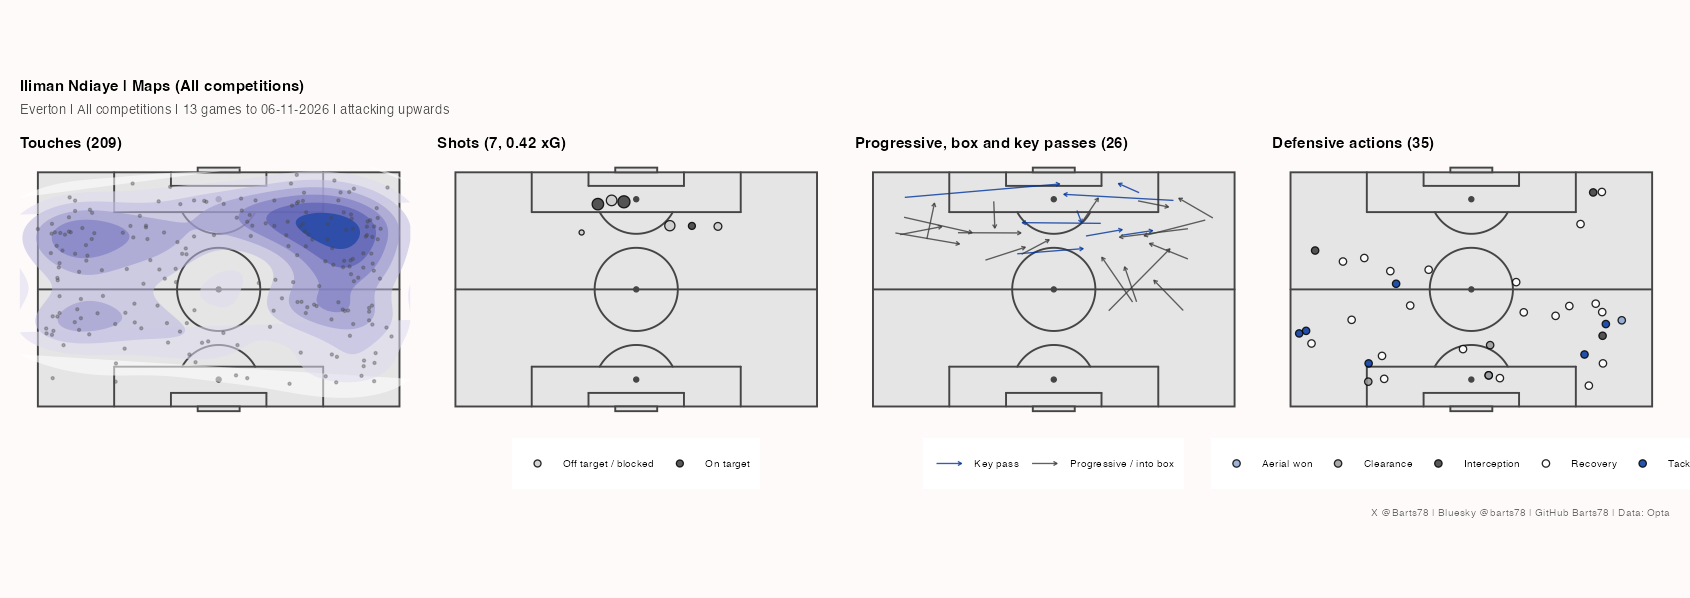 Iliman Ndiaye | Maps (All competitions)
Everton | All competitions | 13 games to 06-11-2026 | attacking upwards
Touches (209)
Shots (7, 0.42 xG)
Progressive, box and key passes (26)
Defensive actions (35)
Off target / blocked
On target
Key pass
Progressive / into box
Aerial won
Clearance
Interception
Recovery
Tack
X @Barts78 | Bluesky @barts78 | GitHub Barts78 | Data: Opta